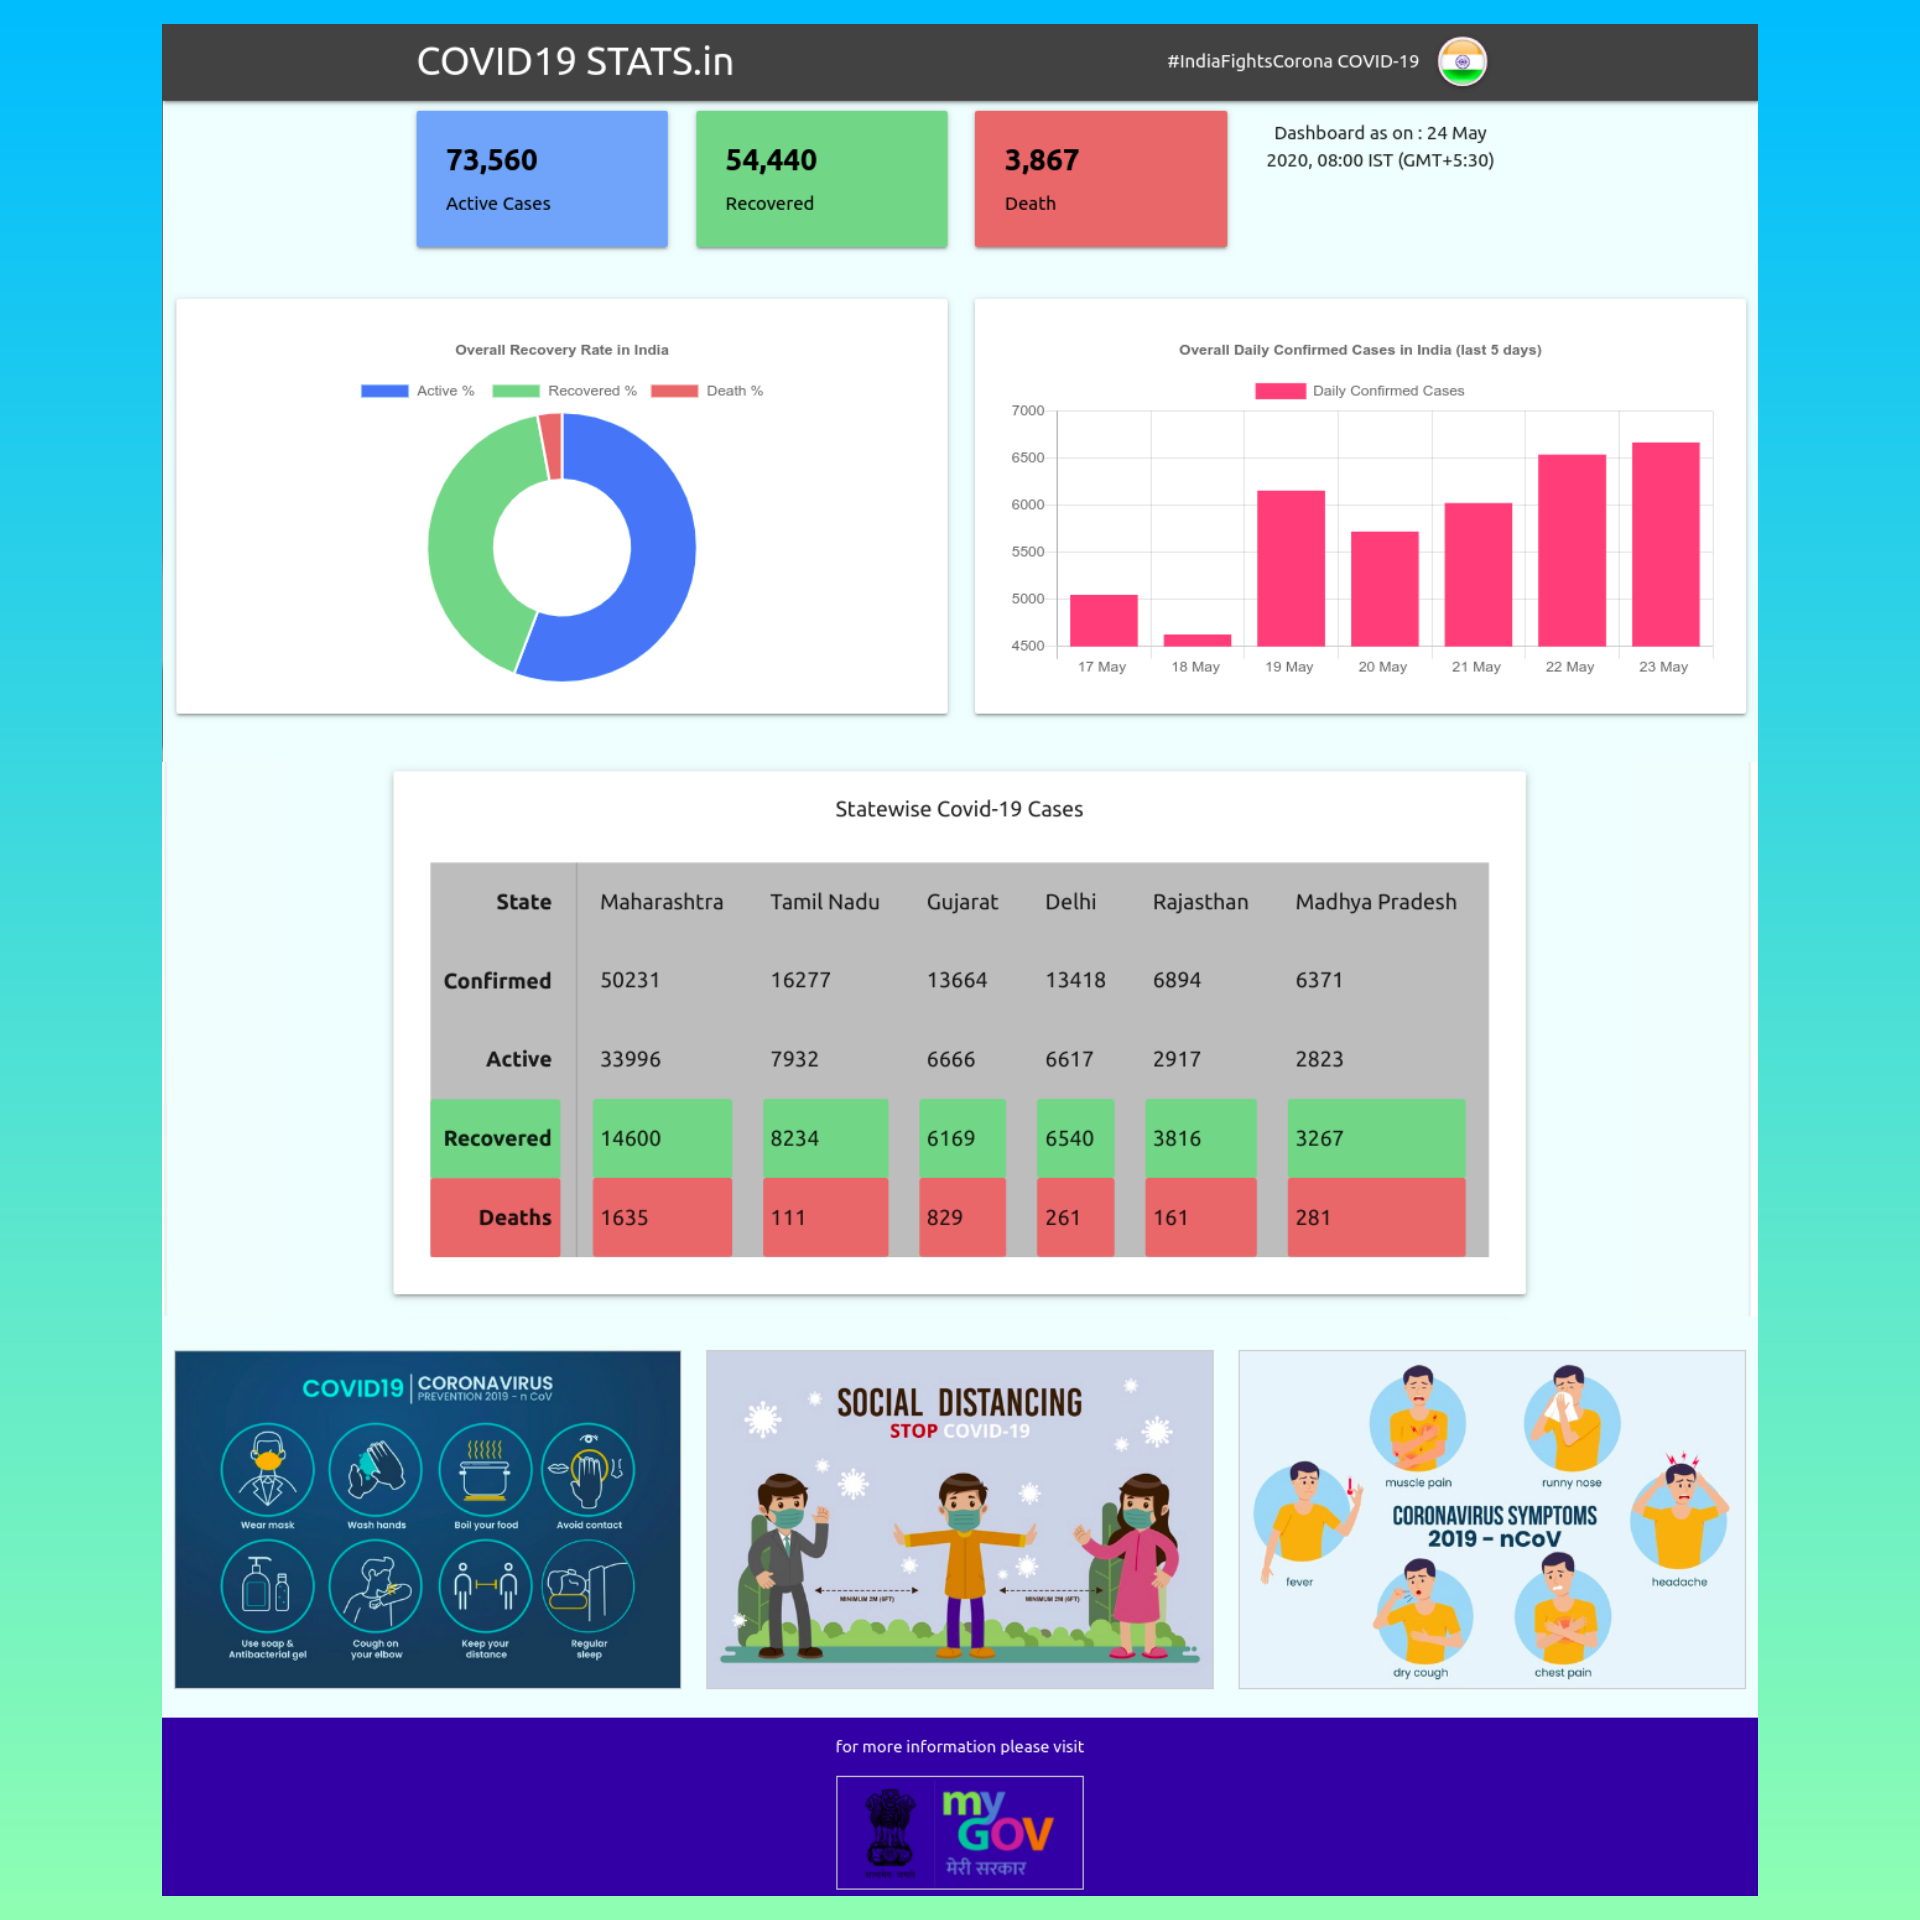 COVID19 STATS.in
#IndiaFightsCorona COVID-19
73,560
Active Cases
54,440
Recovered
3,867
Death
Dashboard as on : 24 May
2020, 08:00 IST (GMT+5:30)
Overall Recovery Rate in India
Active % Recovered % Death %
Overall Daily Confirmed Cases in India (last 5 days)
Daily Confirmed Cases
7000
6500
6000
5500
5000
4500
17 May 18 May 19 May 20 May 21 May 22 May 23 May
Statewise Covid-19 Cases
State Maharashtra Tamil Nadu Gujarat Delhi Rajasthan Madhya Pradesh
Confirmed 50231 16277 13664 13418 6894 6371
Active 33996 7932 6666 6617 2917 2823
Recovered 14600 8234 6169 6540 3816 3267
Deaths 1635 111 829 261 161 281
COVID19 CORONAVIRUS
PREVENTION 2019 - n CoV
Wear mask Wash hands Boil your food Avoid contact
Use soap &
Antibacterial gel
Cough on
your elbow
Keep your
distance
Regular
sleep
SOCIAL DISTANCING
STOP COVID-19
MINIMUM 2M (6FT) MINIMUM 2M (6FT)
muscle pain runny nose
CORONAVIRUS SYMPTOMS
2019 - nCoV
fever headache
dry cough chest pain
for more information please visit
my
GOV
मेरी सरकार